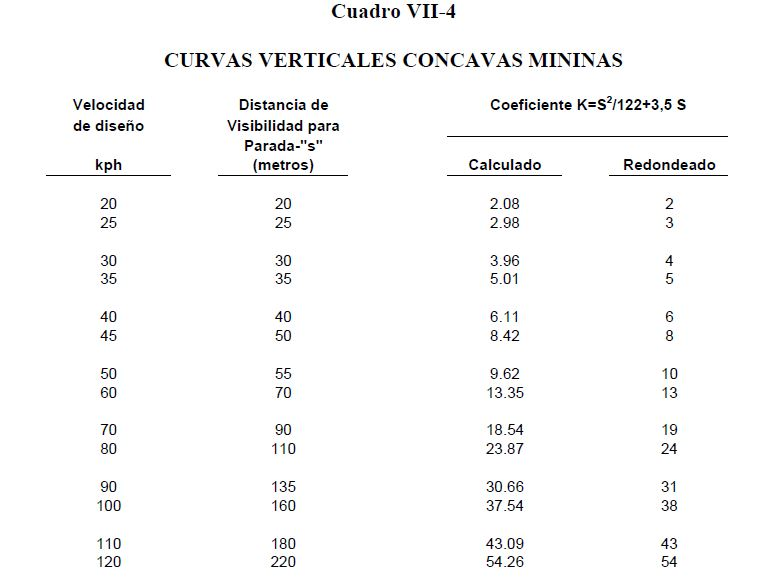 Cuadro VII-4
CURVAS VERTICALES CONCAVAS MININAS
Velocidad Distancia de Coeficiente K=S²/122+3,5 S
de diseño Visibilidad para
Parada-"s"
kph (metros) Calculado Redondeado
20 20 2.08 2
25 25 2.98 3
30 30 3.96 4
35 35 5.01 5
40 40 6.11 6
45 50 8.42 8
50 55 9.62 10
60 70 13.35 13
70 90 18.54 19
80 110 23.87 24
90 135 30.66 31
100 160 37.54 38
110 180 43.09 43
120 220 54.26 54